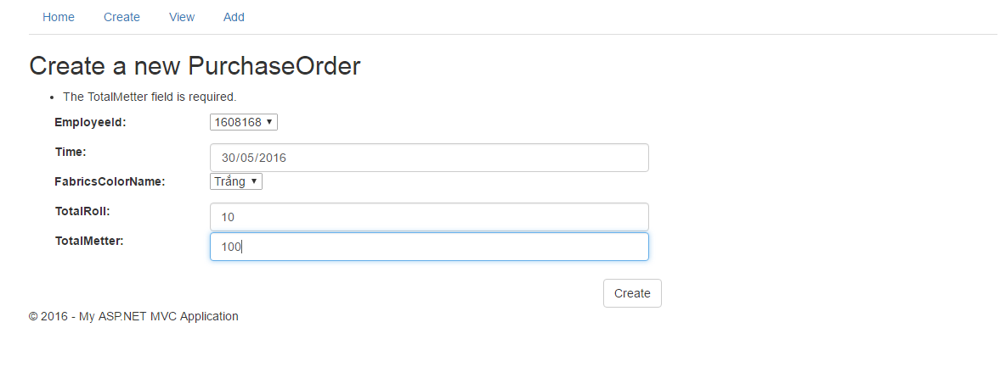 Home Create View Add
Create a new PurchaseOrder
• The TotalMetter field is required.
EmployeeId: 1608168
Time: 30/05/2016
FabricsColorName: Trắng
TotalRoll: 10
TotalMetter: 100
Create
© 2016 - My ASP.NET MVC Application